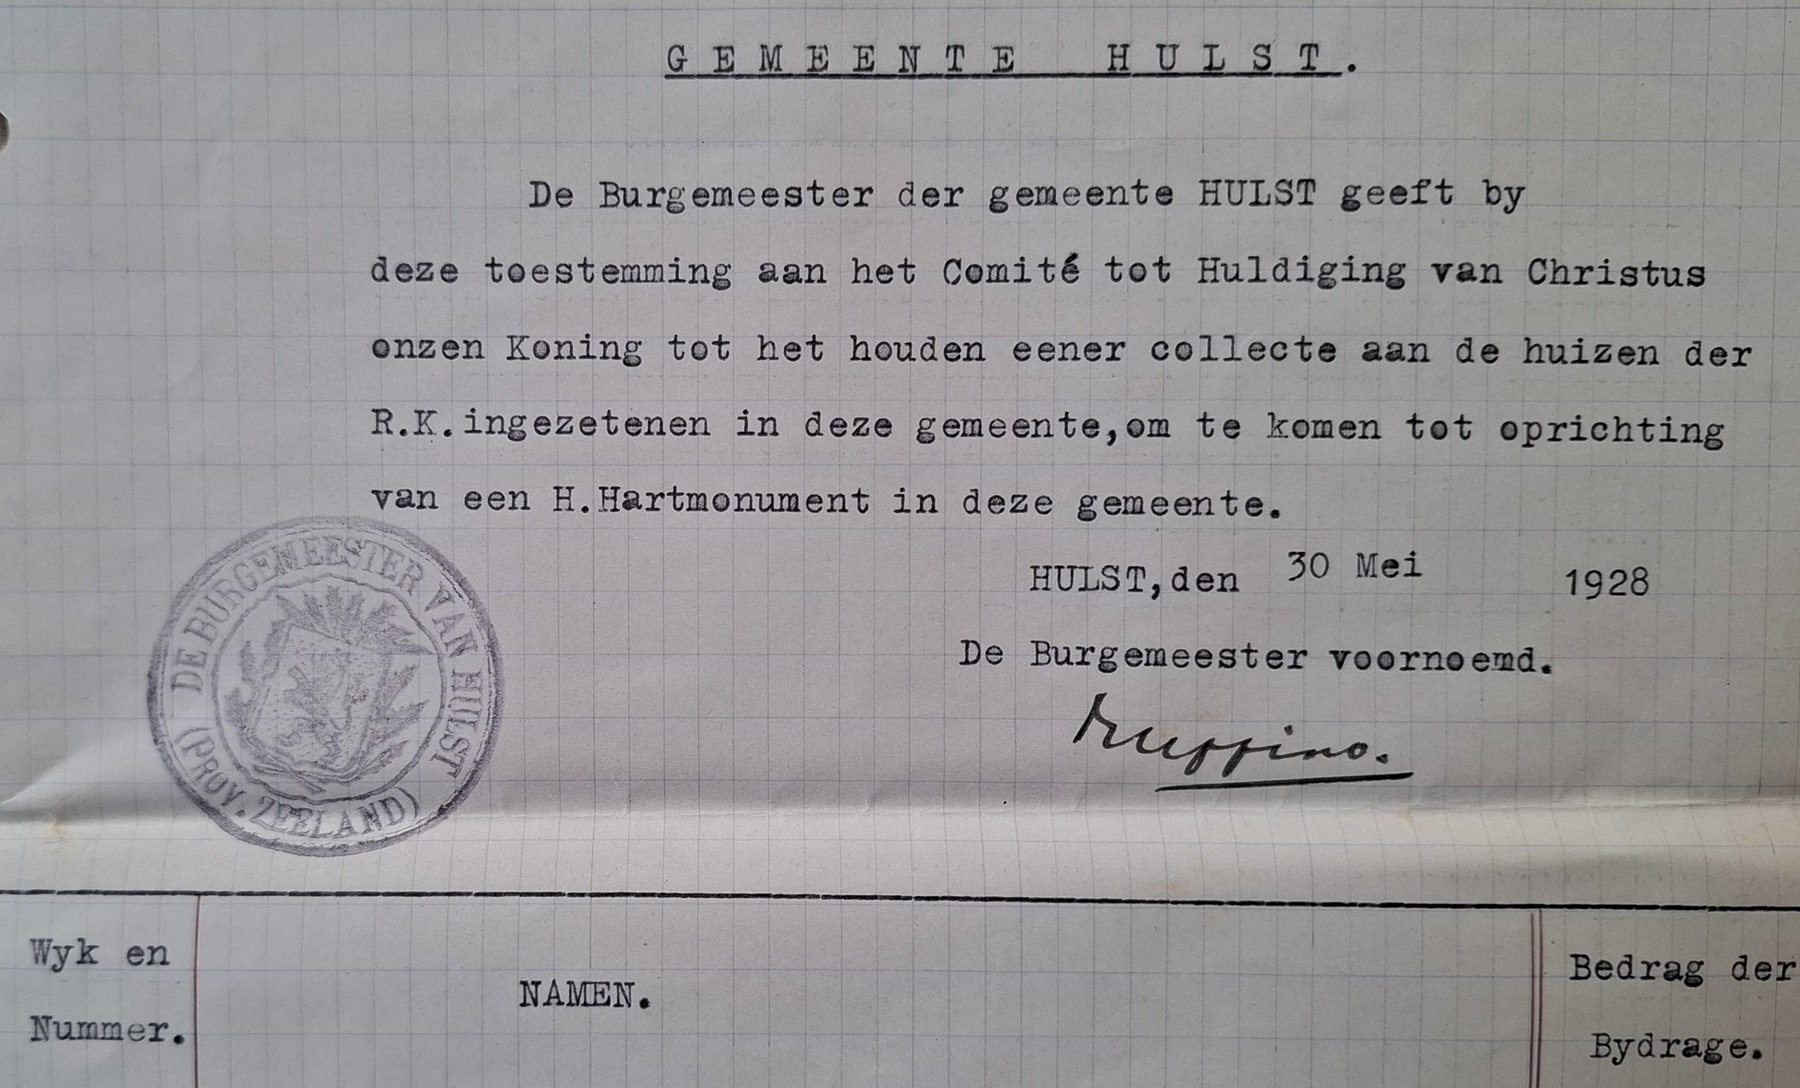 GEMEENTE HULST.
De Burgemeester der gemeente HULST geeft by
deze toestemming aan het Comité tot Huldiging van Christus
onzen Koning tot het houden eener collecte aan de huizen der
R.K.ingezetenen in deze gemeente,om te komen tot oprichting
van een H.Hartmonument in deze gemeente.
HULST,den 30 Mei 1928
De Burgemeester voornoemd.
Truffino.
DE BURGEMEESTER VAN HULST
(PROV. ZEELAND)
Wyk en
Nummer.
NAMEN.
Bedrag der
Bydrage.